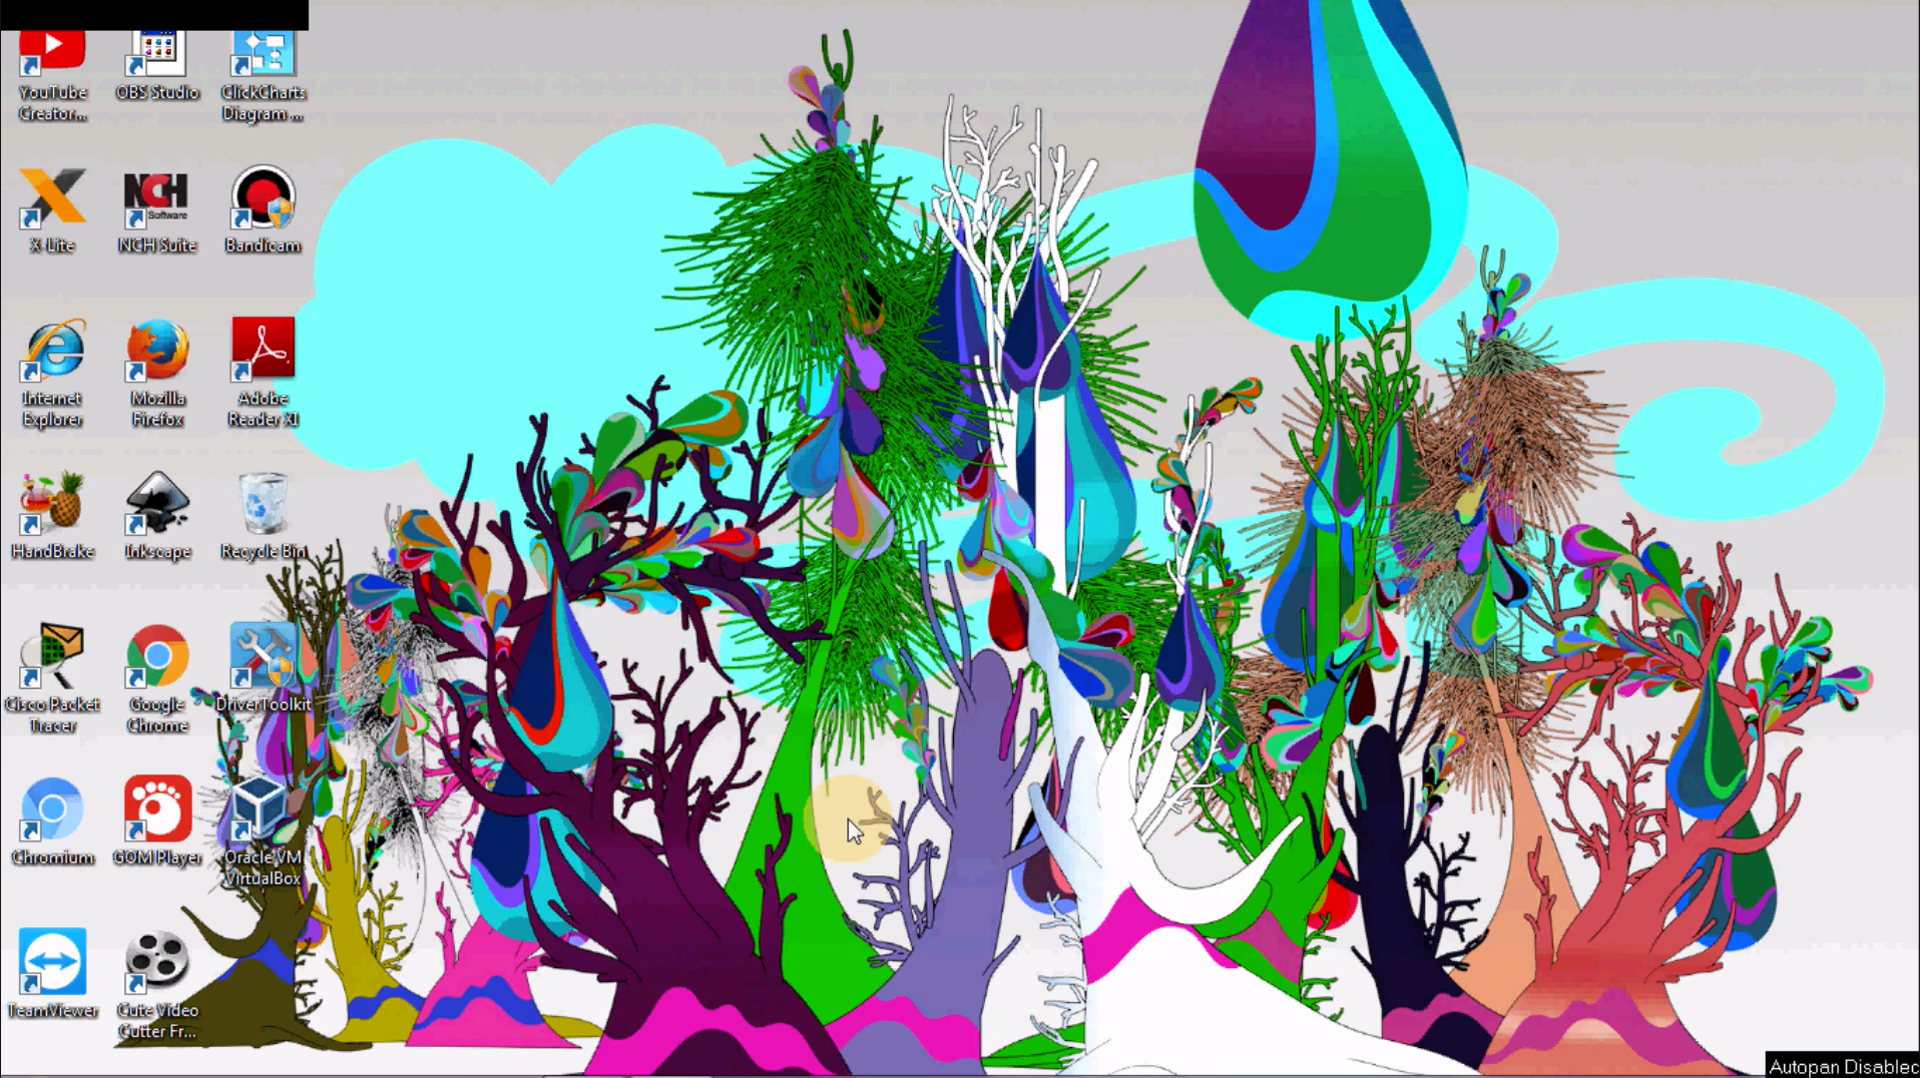 YouTube
Creator...
OBS Studio
ClickCharts
Diagram ...
X-Lite
NCH
Software
NCH Suite
Bandicam
Internet
Explorer
Mozilla
Firefox
Adobe
Reader XI
HandBrake
Inkscape
Recycle Bin
Cisco Packet
Tracer
Google
Chrome
DriverToolkit
Chromium
GOM Player
Oracle VM
VirtualBox
TeamViewer
Cute Video
Cutter Fr...
Autopan Disabled